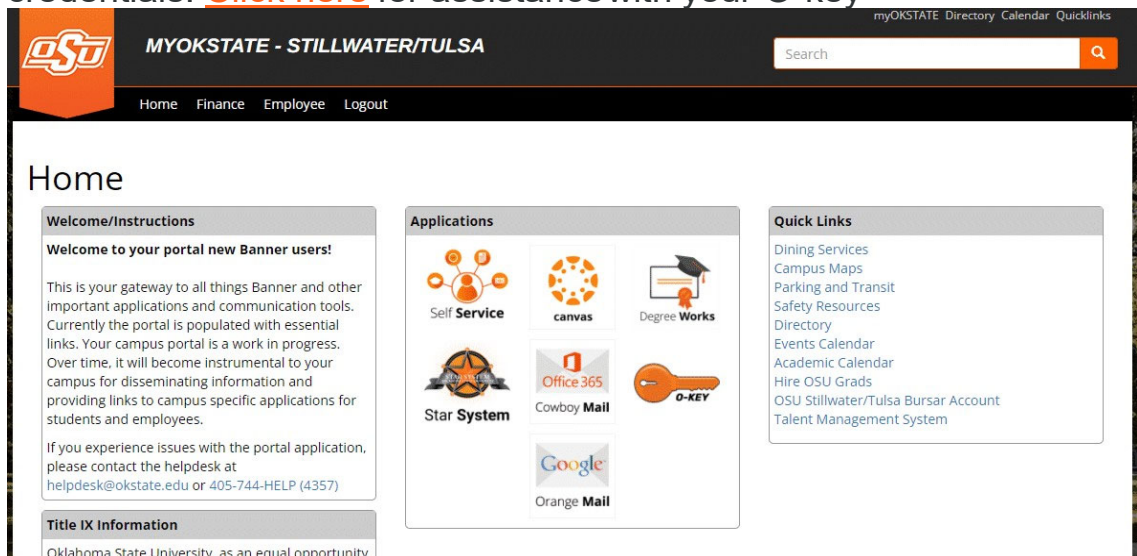 credentials. Click here for assistance with your O-Key
myOKSTATE Directory Calendar Quicklinks
OSU
MYOKSTATE - STILLWATER/TULSA
Search
Home Finance Employee Logout
Home
Welcome/Instructions
Welcome to your portal new Banner users!
This is your gateway to all things Banner and other
important applications and communication tools.
Currently the portal is populated with essential
links. Your campus portal is a work in progress.
Over time, it will become instrumental to your
campus for disseminating information and
providing links to campus specific applications for
students and employees.
If you experience issues with the portal application,
please contact the helpdesk at
helpdesk@okstate.edu or 405-744-HELP (4357)
Title IX Information
Oklahoma State University, as an equal opportunity
Applications
Self Service
canvas
Degree Works
STAR SYSTEM
Star System
Office 365
Cowboy Mail
O-KEY
Google
Orange Mail
Quick Links
Dining Services
Campus Maps
Parking and Transit
Safety Resources
Directory
Events Calendar
Academic Calendar
Hire OSU Grads
OSU Stillwater/Tulsa Bursar Account
Talent Management System